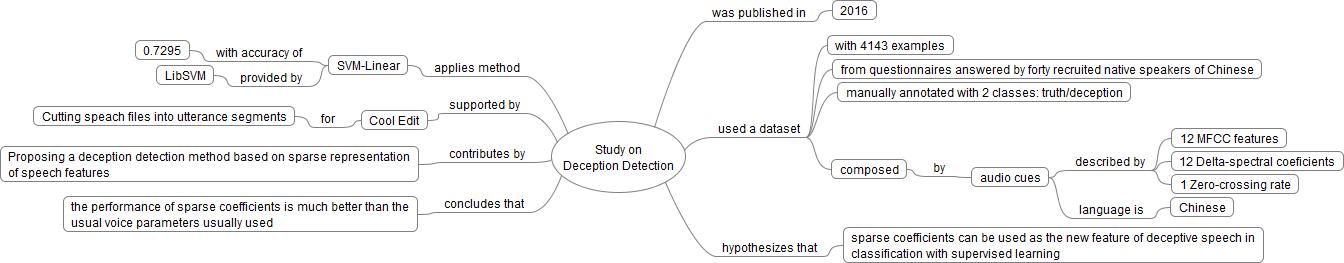 was published in
2016
with 4143 examples
from questionnaires answered by forty recruited native speakers of Chinese
manually annotated with 2 classes: truth/deception
used a dataset
composed
by
audio cues
described by
12 MFCC features
12 Delta-spectral coeficients
1 Zero-crossing rate
language is
Chinese
hypothesizes that
sparse coefficients can be used as the new feature of deceptive speech in
classification with supervised learning
Study on
Deception Detection
applies method
SVM-Linear
with accuracy of
0.7295
provided by
LibSVM
supported by
Cool Edit
for
Cutting speach files into utterance segments
contributes by
Proposing a deception detection method based on sparse representation
of speech features
concludes that
the performance of sparse coefficients is much better than the
usual voice parameters usually used